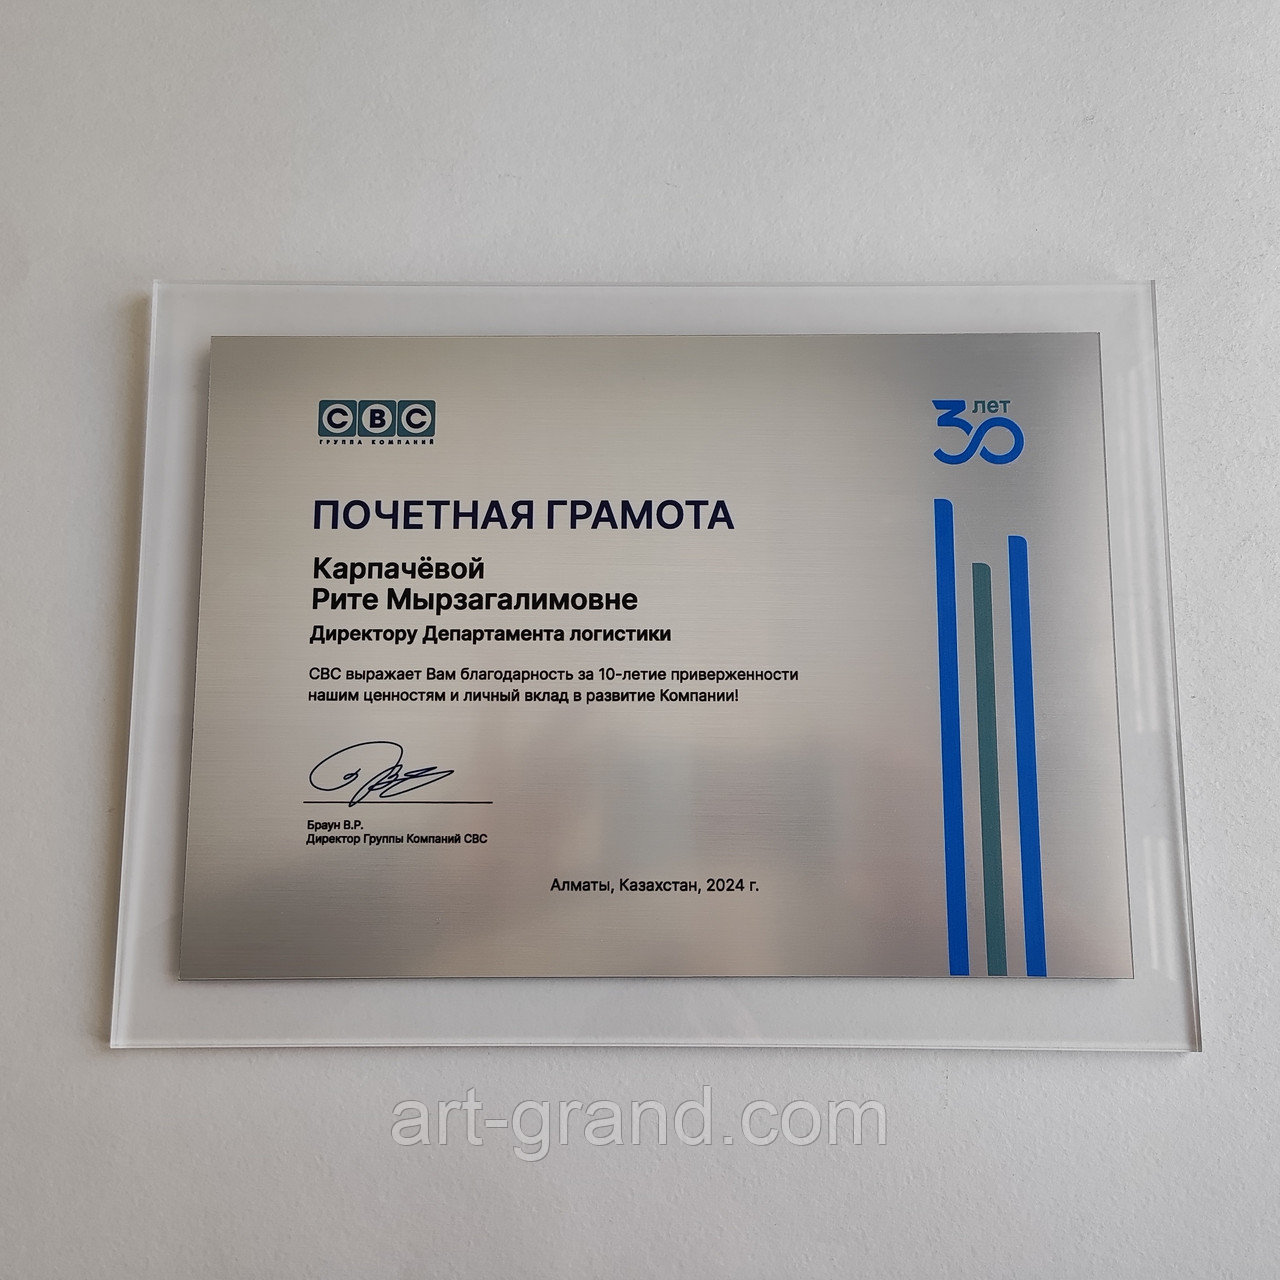 СВС
ГРУППА КОМПАНИЙ
30 лет
ПОЧЕТНАЯ ГРАМОТА
Карпачёвой
Рите Мырзагалимовне
Директору Департамента логистики
СВС выражает Вам благодарность за 10-летие приверженности
нашим ценностям и личный вклад в развитие Компании!
Браун В.Р.
Директор Группы Компаний СВС
Алматы, Казахстан, 2024 г.
art-grand.com